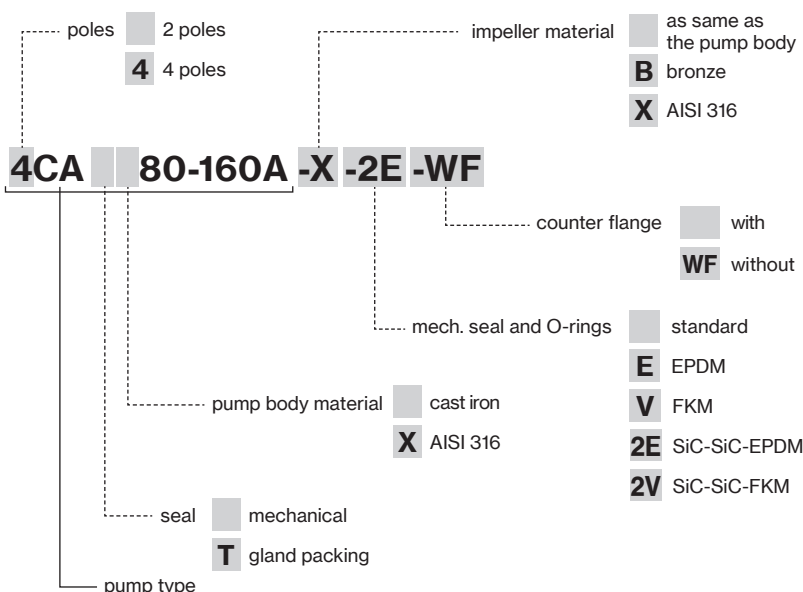 poles 2 poles
4 4 poles
impeller material as same as
the pump body
B bronze
X AISI 316
4CA 80-160A -X -2E -WF
counter flange with
WF without
mech. seal and O-rings standard
E EPDM
V FKM
2E SiC-SiC-EPDM
2V SiC-SiC-FKM
pump body material cast iron
X AISI 316
seal mechanical
T gland packing
pump type